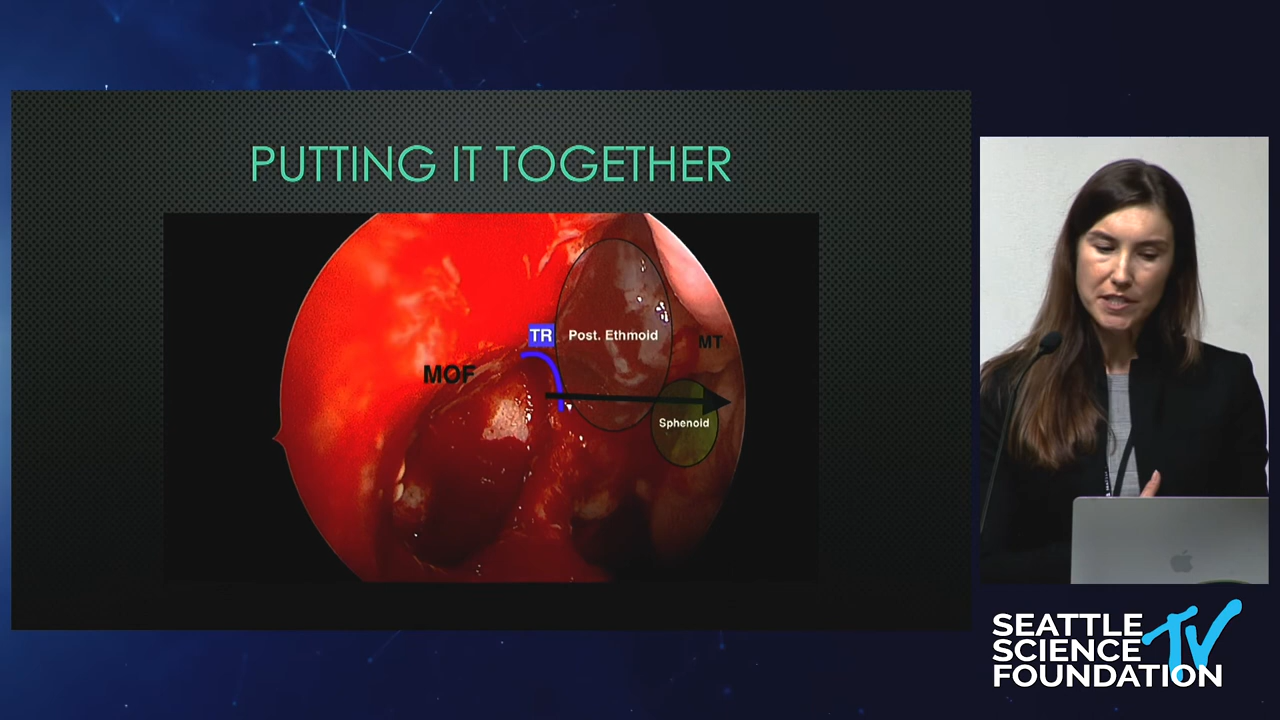 PUTTING IT TOGETHER
TR
Post. Ethmoid
MT
MOF
Sphenoid
SEATTLE
SCIENCE
FOUNDATION
TV